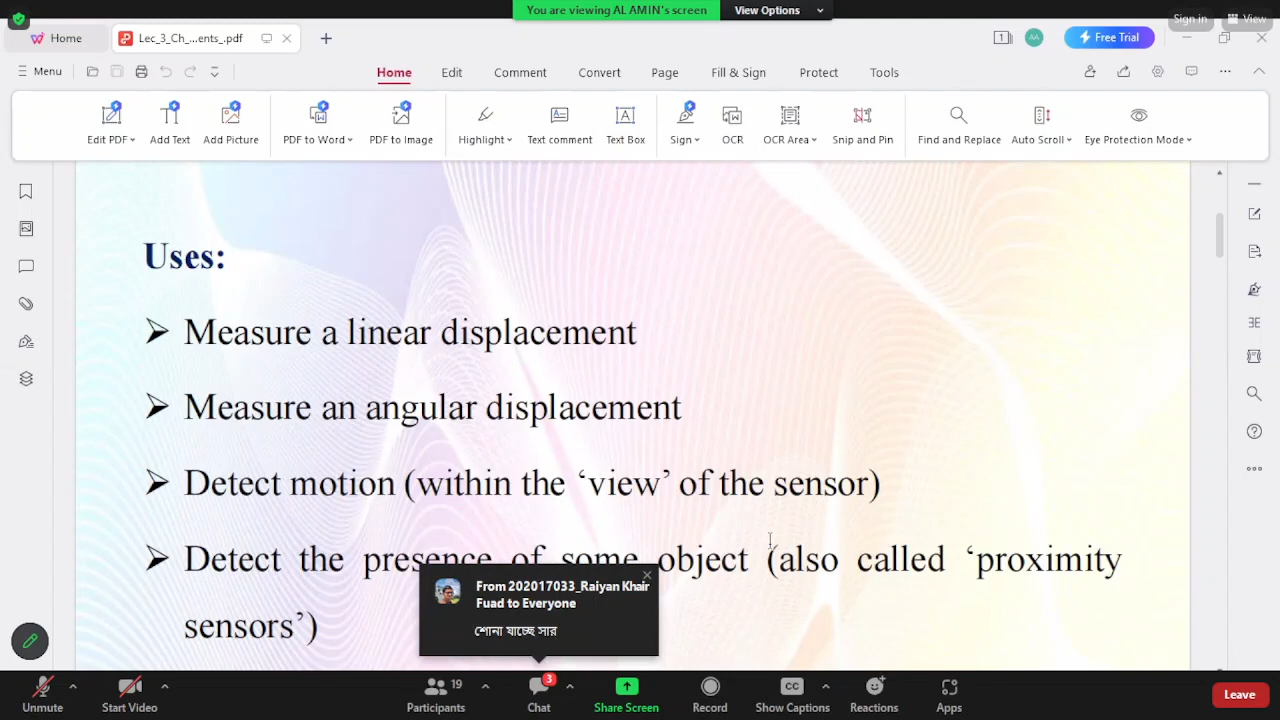 You are viewing AL AMIN's screen
View Options
Sign in
View
Home
Lec_3_Ch_...ents_.pdf
1
AA
Free Trial
Menu
Home
Edit
Comment
Convert
Page
Fill & Sign
Protect
Tools
Edit PDF
Add Text
Add Picture
PDF to Word
PDF to Image
Highlight
Text comment
Text Box
Sign
OCR
OCR Area
Snip and Pin
Find and Replace
Auto Scroll
Eye Protection Mode
Uses:
Measure a linear displacement
Measure an angular displacement
Detect motion (within the ‘view’ of the sensor)
Detect the presence of some object (also called ‘proximity
sensors’)
From 202017033_Raiyan Khair
Fuad to Everyone
শোনা যাচ্ছে সার
Unmute
Start Video
19
Participants
3
Chat
Share Screen
Record
CC
Show Captions
Reactions
Apps
Leave